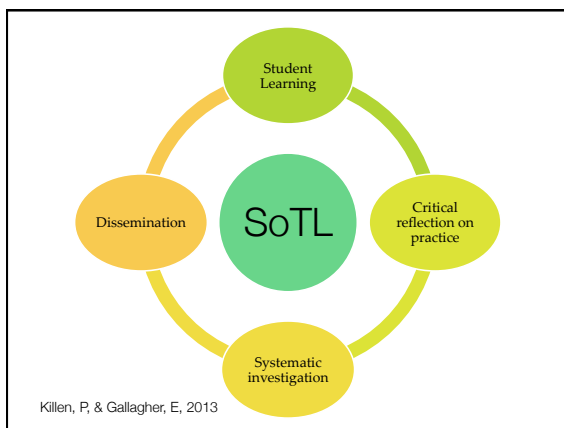 Student
Learning
Dissemination
SoTL
Critical
reflection on
practice
Systematic
investigation
Killen, P, & Gallagher, E, 2013